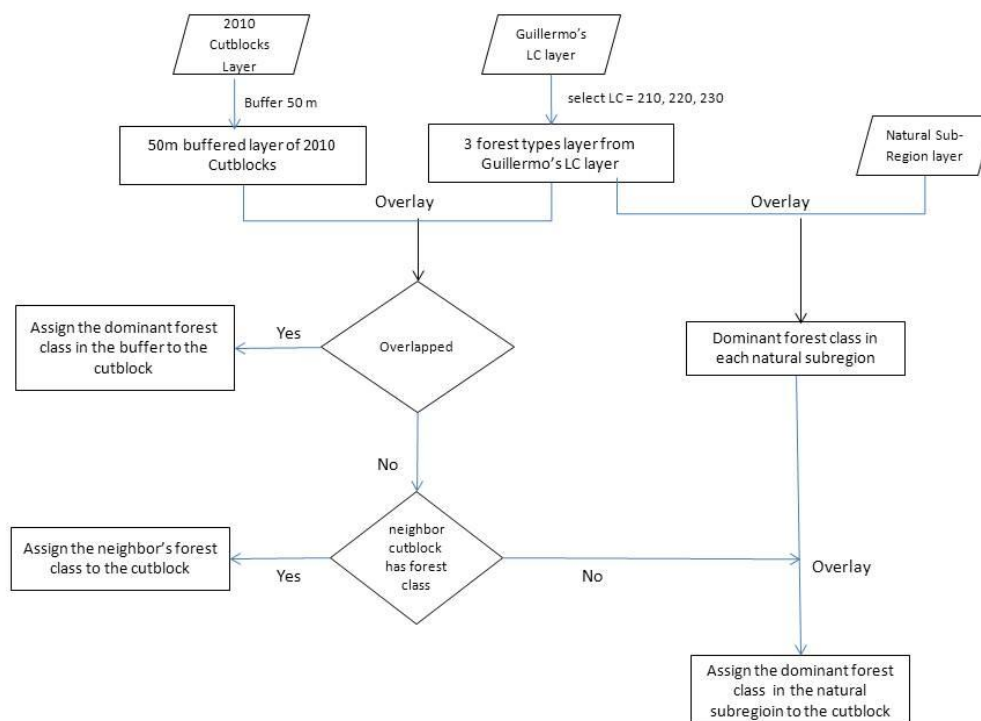 2010
Cutblocks
Layer
Guillermo's
LC layer
Buffer 50 m
select LC = 210, 220, 230
Natural Sub-
Region layer
50m buffered layer of 2010
Cutblocks
3 forest types layer from
Guillermo's LC layer
Overlay
Overlay
Assign the dominant forest
class in the buffer to the
cutblock
Yes
Overlapped
Dominant forest class in
each natural subregion
No
Assign the neighbor's forest
class to the cutblock
Yes
neighbor
cutblock
has forest
class
No
Overlay
Assign the dominant forest
class in the natural
subregioin to the cutblock